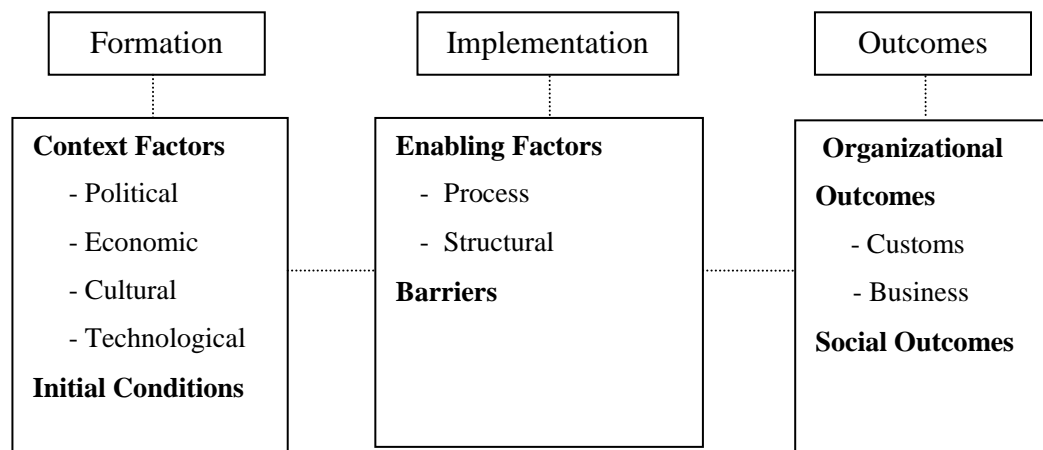 Formation
Implementation
Outcomes
Context Factors
- Political
- Economic
- Cultural
- Technological
Initial Conditions
Enabling Factors
- Process
- Structural
Barriers
Organizational
Outcomes
- Customs
- Business
Social Outcomes